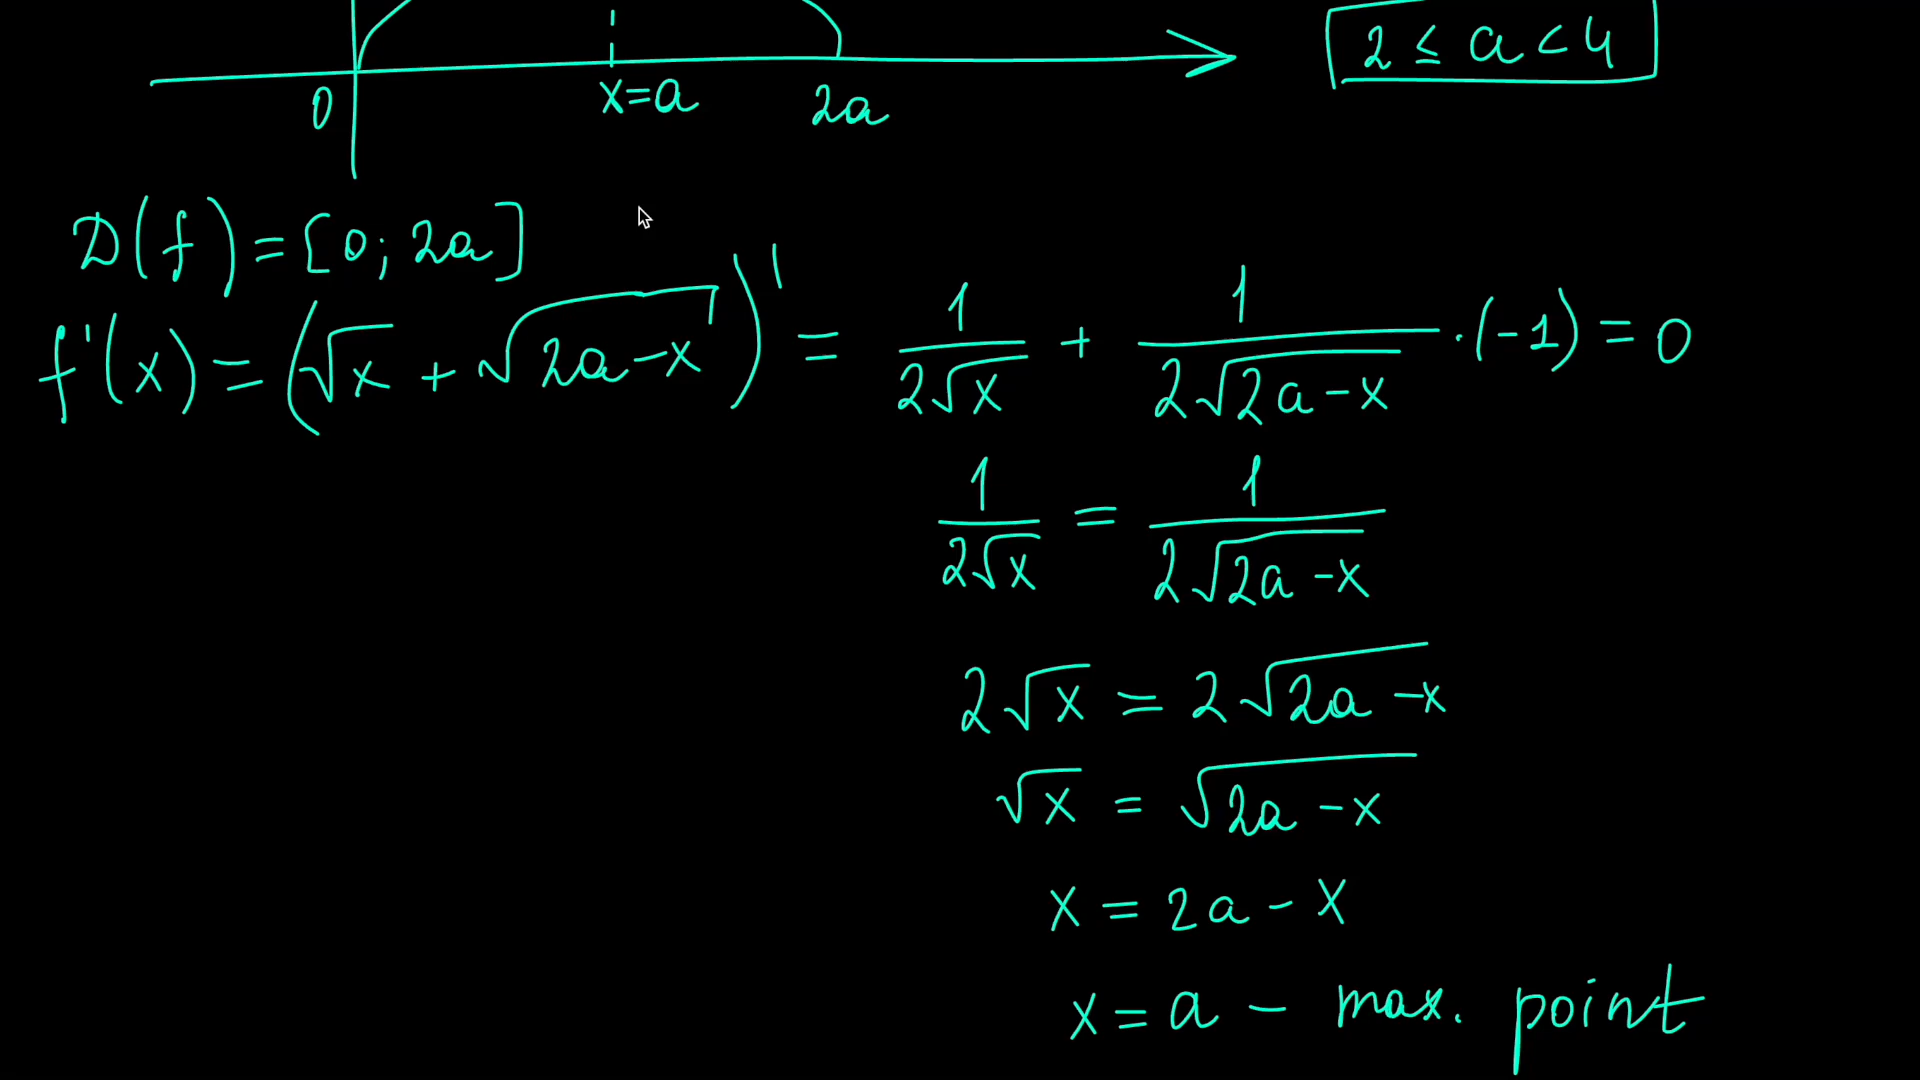 2 ≤ a < 4
0 x=a 2a
D(f) = [0; 2a]
f'(x) = (√x + √(2a-x))' = 1/(2√x) + 1/(2√(2a-x)) · (-1) = 0
1/(2√x) = 1/(2√(2a-x))
2√x = 2√(2a-x)
√x = √(2a-x)
x = 2a - x
x = a - max. point